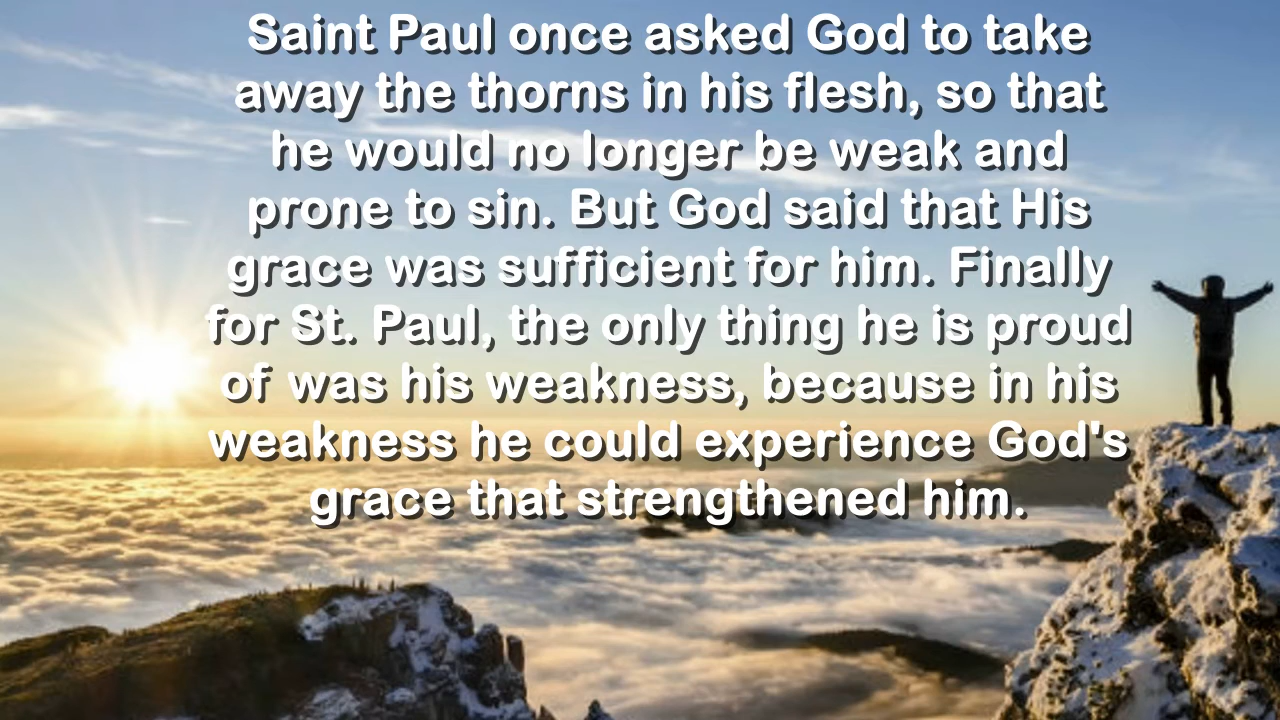 Saint Paul once asked God to take
away the thorns in his flesh, so that
he would no longer be weak and
prone to sin. But God said that His
grace was sufficient for him. Finally
for St. Paul, the only thing he is proud
of was his weakness, because in his
weakness he could experience God's
grace that strengthened him.